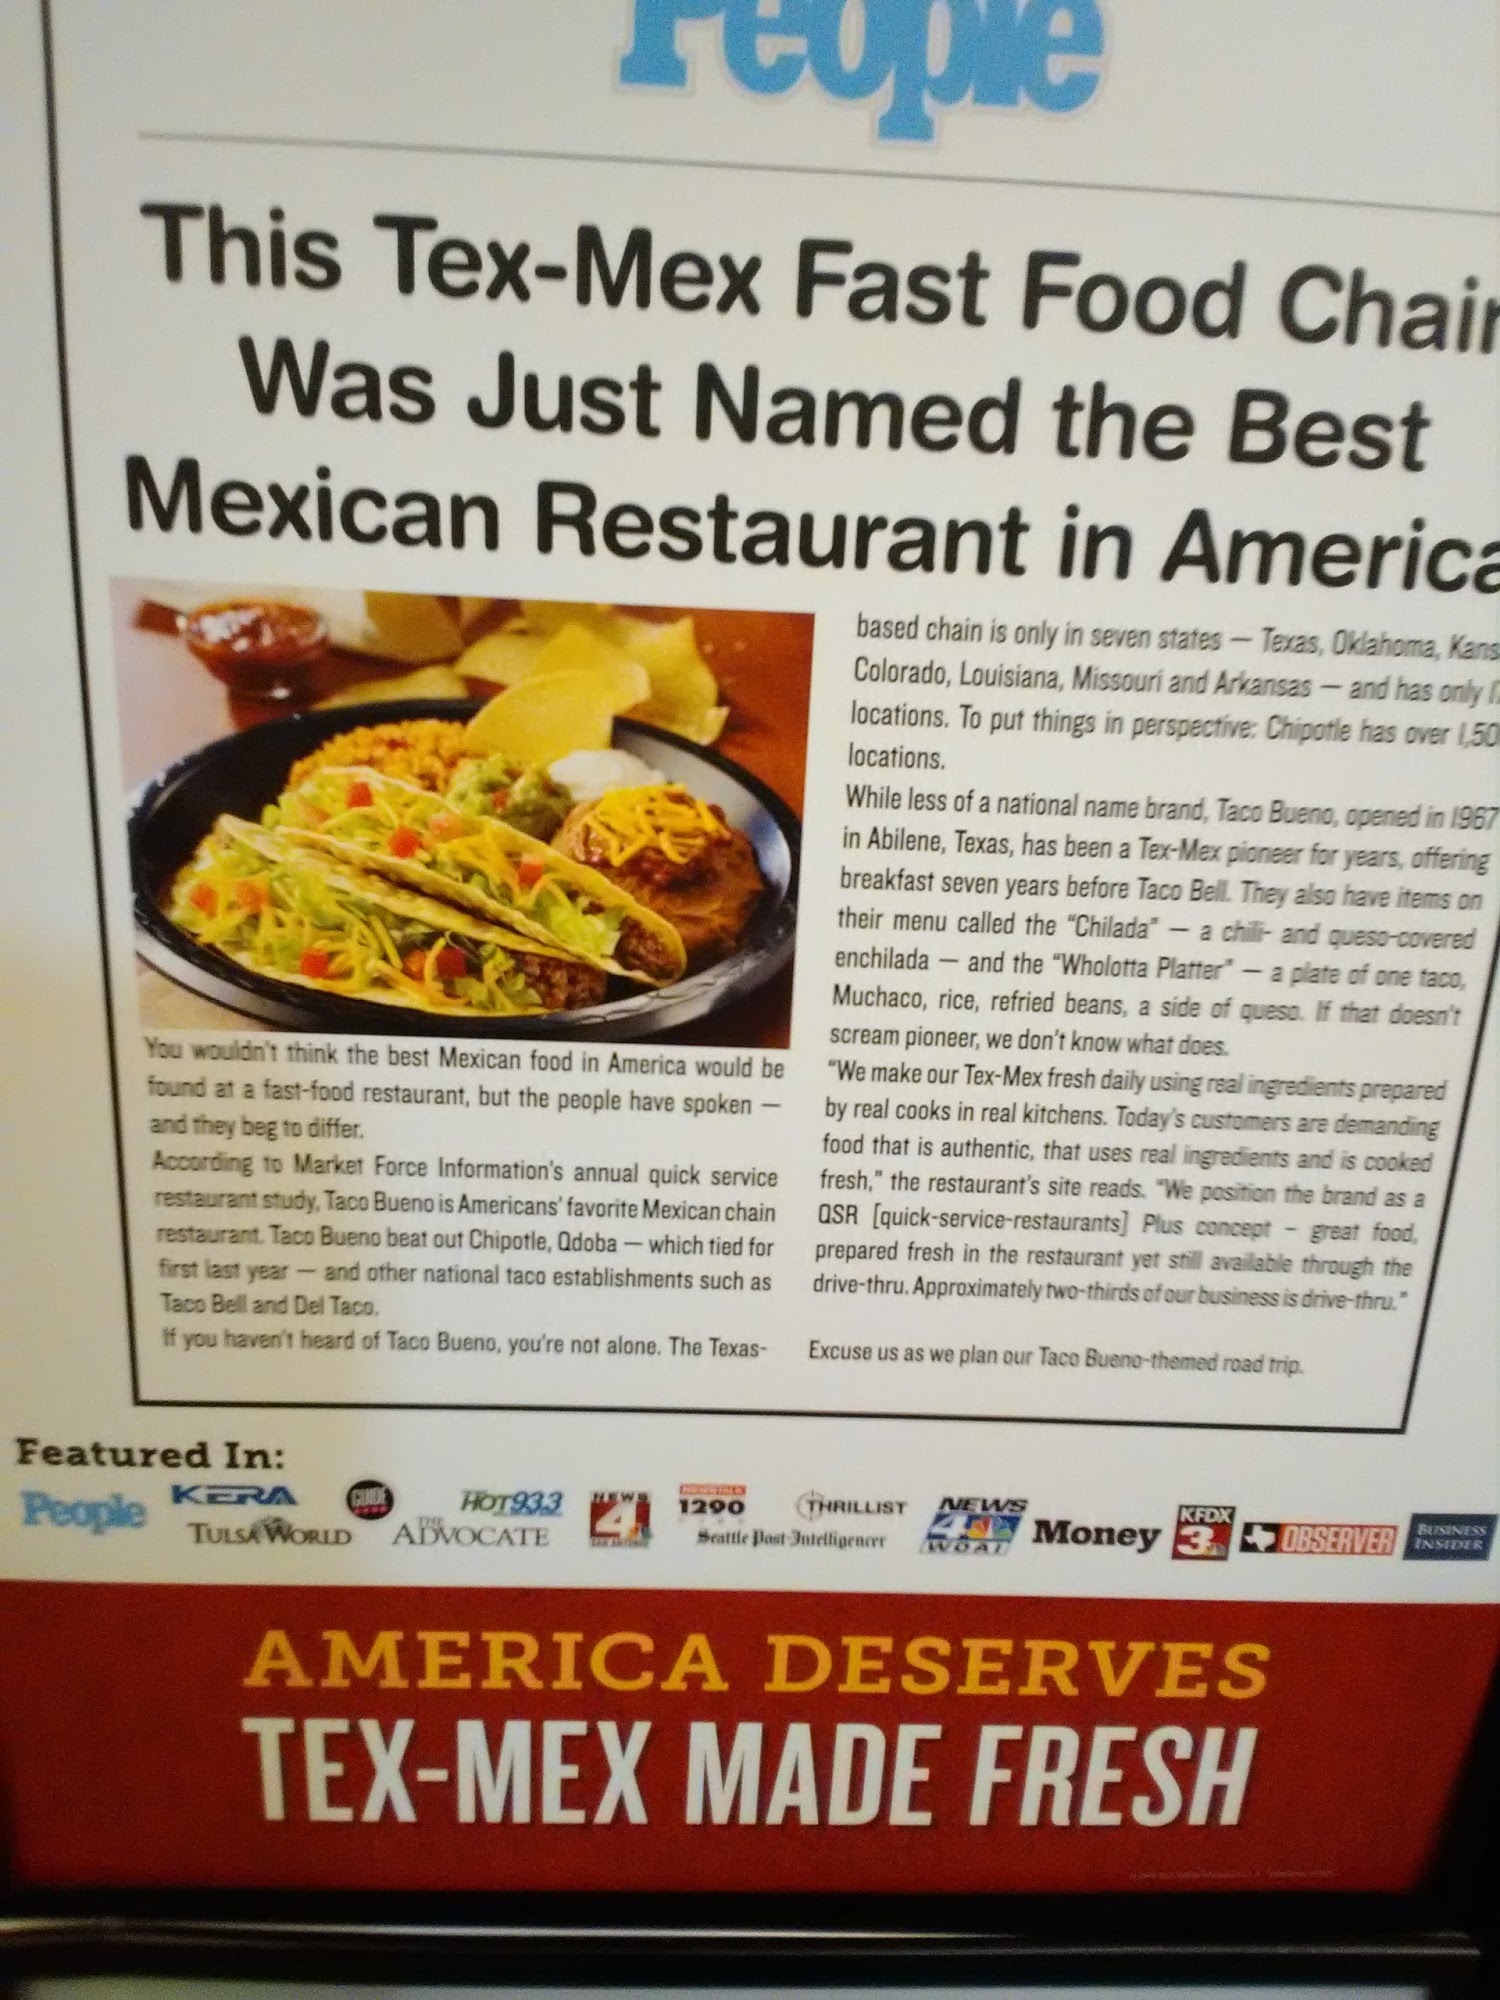 People
This Tex-Mex Fast Food Chain
Was Just Named the Best
Mexican Restaurant in America
You wouldn't think the best Mexican food in America would be
found at a fast-food restaurant, but the people have spoken —
and they beg to differ.
According to Market Force Information's annual quick service
restaurant study, Taco Bueno is Americans' favorite Mexican chain
restaurant. Taco Bueno beat out Chipotle, Qdoba — which tied for
first last year — and other national taco establishments such as
Taco Bell and Del Taco.
If you haven't heard of Taco Bueno, you're not alone. The Texas-
based chain is only in seven states — Texas, Oklahoma, Kans
Colorado, Louisiana, Missouri and Arkansas — and has only
locations. To put things in perspective: Chipotle has over 1,50
locations.
While less of a national name brand, Taco Bueno, opened in 1967
in Abilene, Texas, has been a Tex-Mex pioneer for years, offering
breakfast seven years before Taco Bell. They also have items on
their menu called the "Chilada" — a chili- and queso-covered
enchilada — and the "Wholotta Platter" — a plate of one taco,
Muchaco, rice, refried beans, a side of queso. If that doesn't
scream pioneer, we don't know what does.
"We make our Tex-Mex fresh daily using real ingredients prepared
by real cooks in real kitchens. Today's customers are demanding
food that is authentic, that uses real ingredients and is cooked
fresh," the restaurant's site reads. "We position the brand as a
QSR [quick-service-restaurants] Plus concept – great food,
prepared fresh in the restaurant yet still available through the
drive-thru. Approximately two-thirds of our business is drive-thru."
Excuse us as we plan our Taco Bueno-themed road trip.
Featured In:
People KERA GUIDE HOT 93.3 NEWS 4 SAN ANTONIO NEWSTALK 1290 THRILLIST NEWS 4 WOAI Money KFDX 3 OBSERVER BUSINESS INSIDER
TULSA WORLD THE ADVOCATE Seattle Post-Intelligencer
AMERICA DESERVES
TEX-MEX MADE FRESH